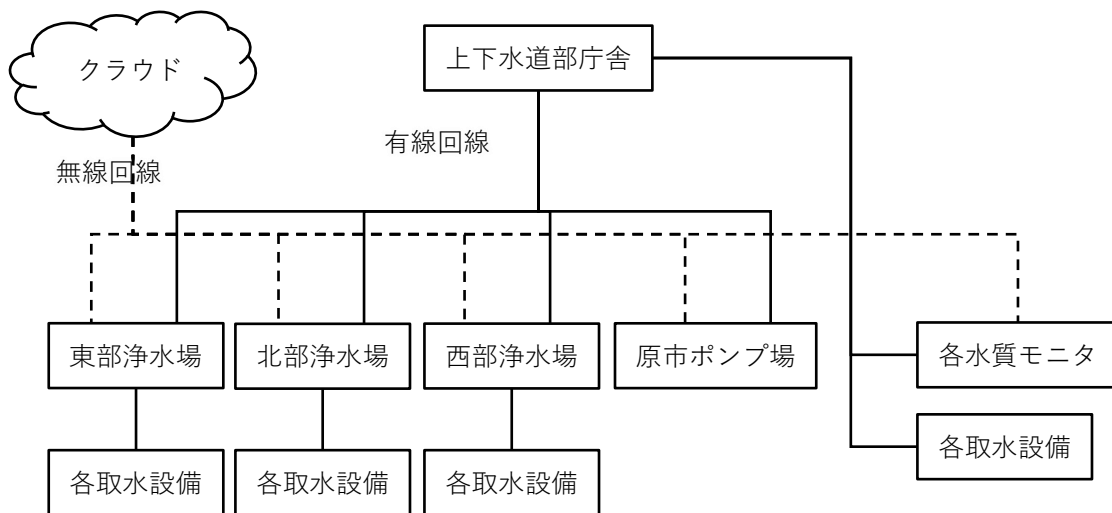 クラウド
上下水道部庁舎
有線回線
無線回線
東部浄水場
北部浄水場
西部浄水場
原市ポンプ場
各水質モニタ
各取水設備
各取水設備
各取水設備
各取水設備